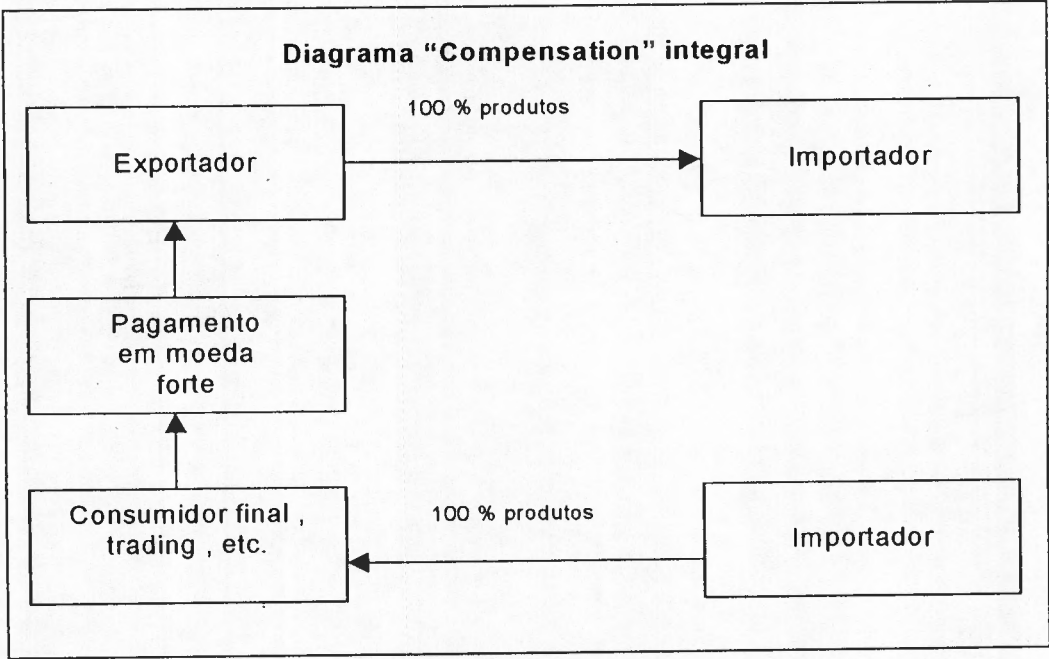 Diagrama “Compensation” integral
100 % produtos
Exportador
Importador
Pagamento
em moeda
forte
Consumidor final ,
trading , etc.
100 % produtos
Importador